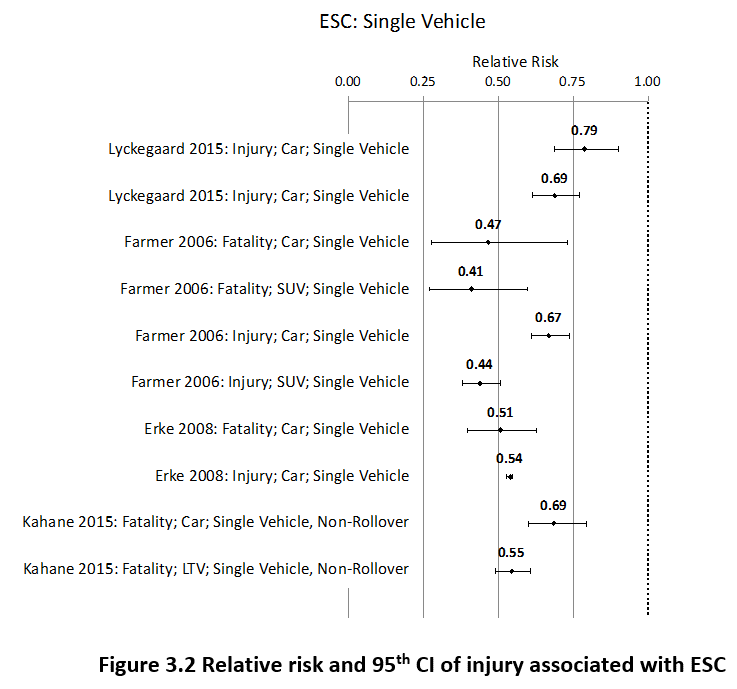 ESC: Single Vehicle
Relative Risk
0.00 0.25 0.50 0.75 1.00
0.79
Lyckegaard 2015: Injury; Car; Single Vehicle
0.69
Lyckegaard 2015: Injury; Car; Single Vehicle
0.47
Farmer 2006: Fatality; Car; Single Vehicle
0.41
Farmer 2006: Fatality; SUV; Single Vehicle
0.67
Farmer 2006: Injury; Car; Single Vehicle
0.44
Farmer 2006: Injury; SUV; Single Vehicle
0.51
Erke 2008: Fatality; Car; Single Vehicle
0.54
Erke 2008: Injury; Car; Single Vehicle
0.69
Kahane 2015: Fatality; Car; Single Vehicle, Non-Rollover
0.55
Kahane 2015: Fatality; LTV; Single Vehicle, Non-Rollover
Figure 3.2 Relative risk and 95th CI of injury associated with ESC